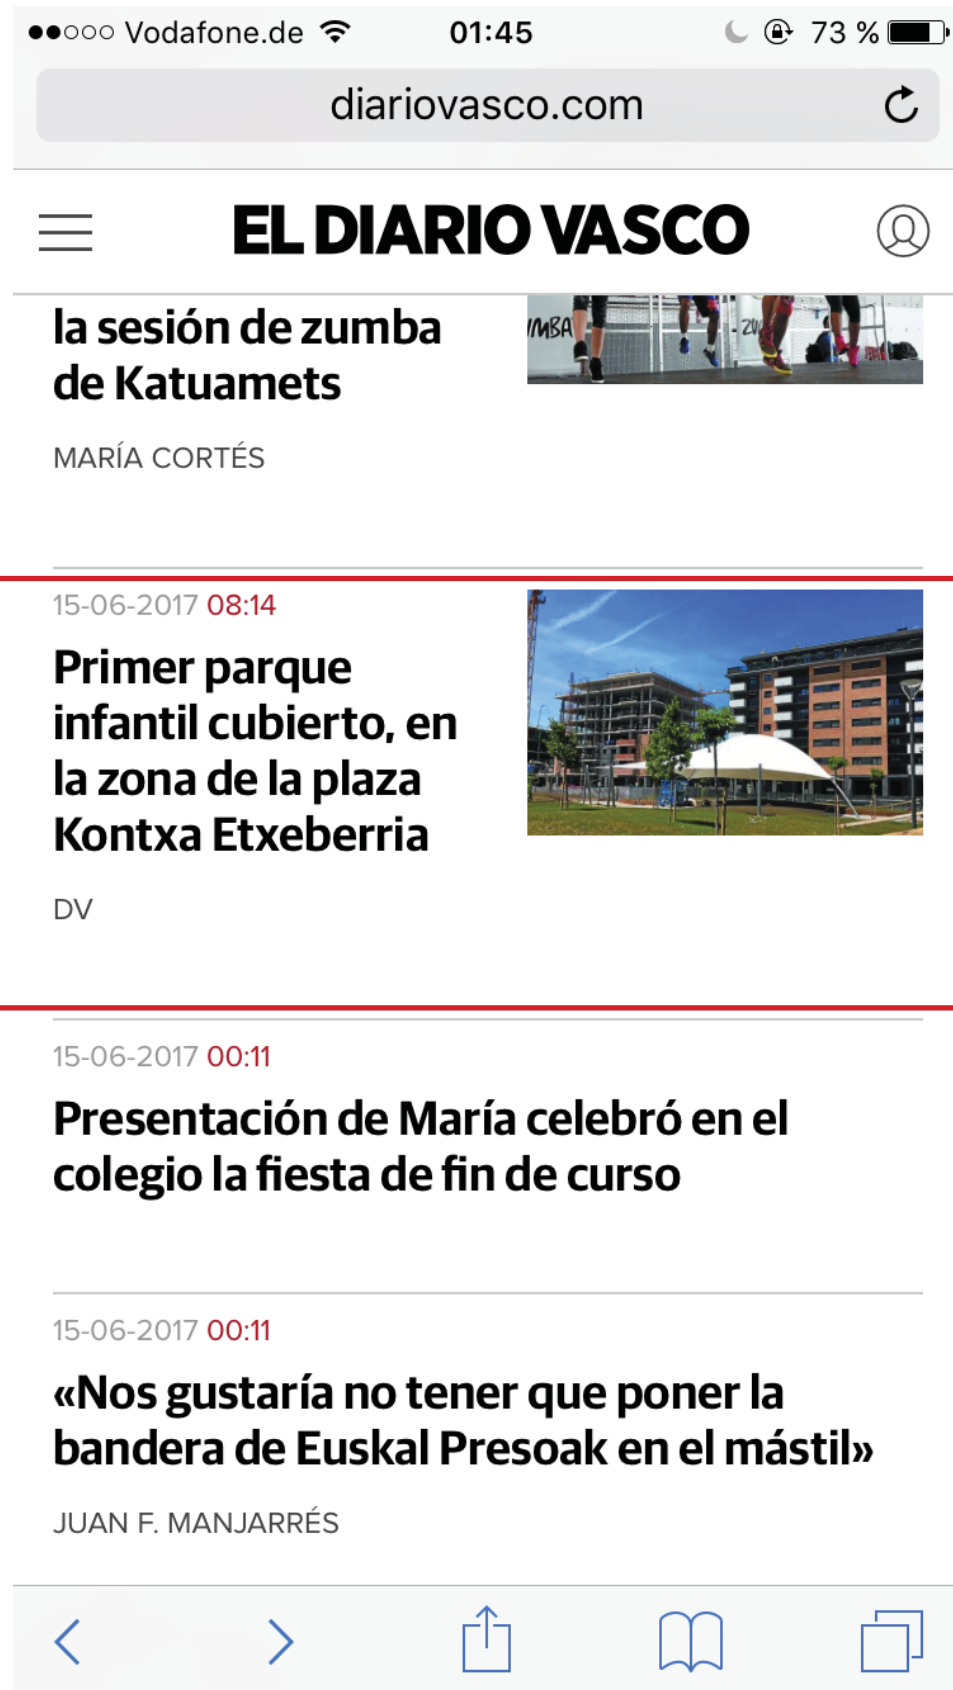 Vodafone.de 01:45 73 %
diariovasco.com
EL DIARIO VASCO
la sesión de zumba
de Katuamets
MARÍA CORTÉS
15-06-2017 08:14
Primer parque
infantil cubierto, en
la zona de la plaza
Kontxa Etxeberria
DV
15-06-2017 00:11
Presentación de María celebró en el
colegio la fiesta de fin de curso
15-06-2017 00:11
«Nos gustaría no tener que poner la
bandera de Euskal Presoak en el mástil»
JUAN F. MANJARRÉS